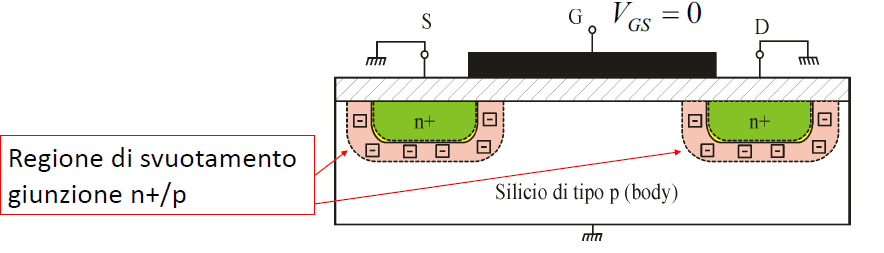 S
G
V_GS = 0
D
n+
n+
Regione di svuotamento
giunzione n+/p
Silicio di tipo p (body)